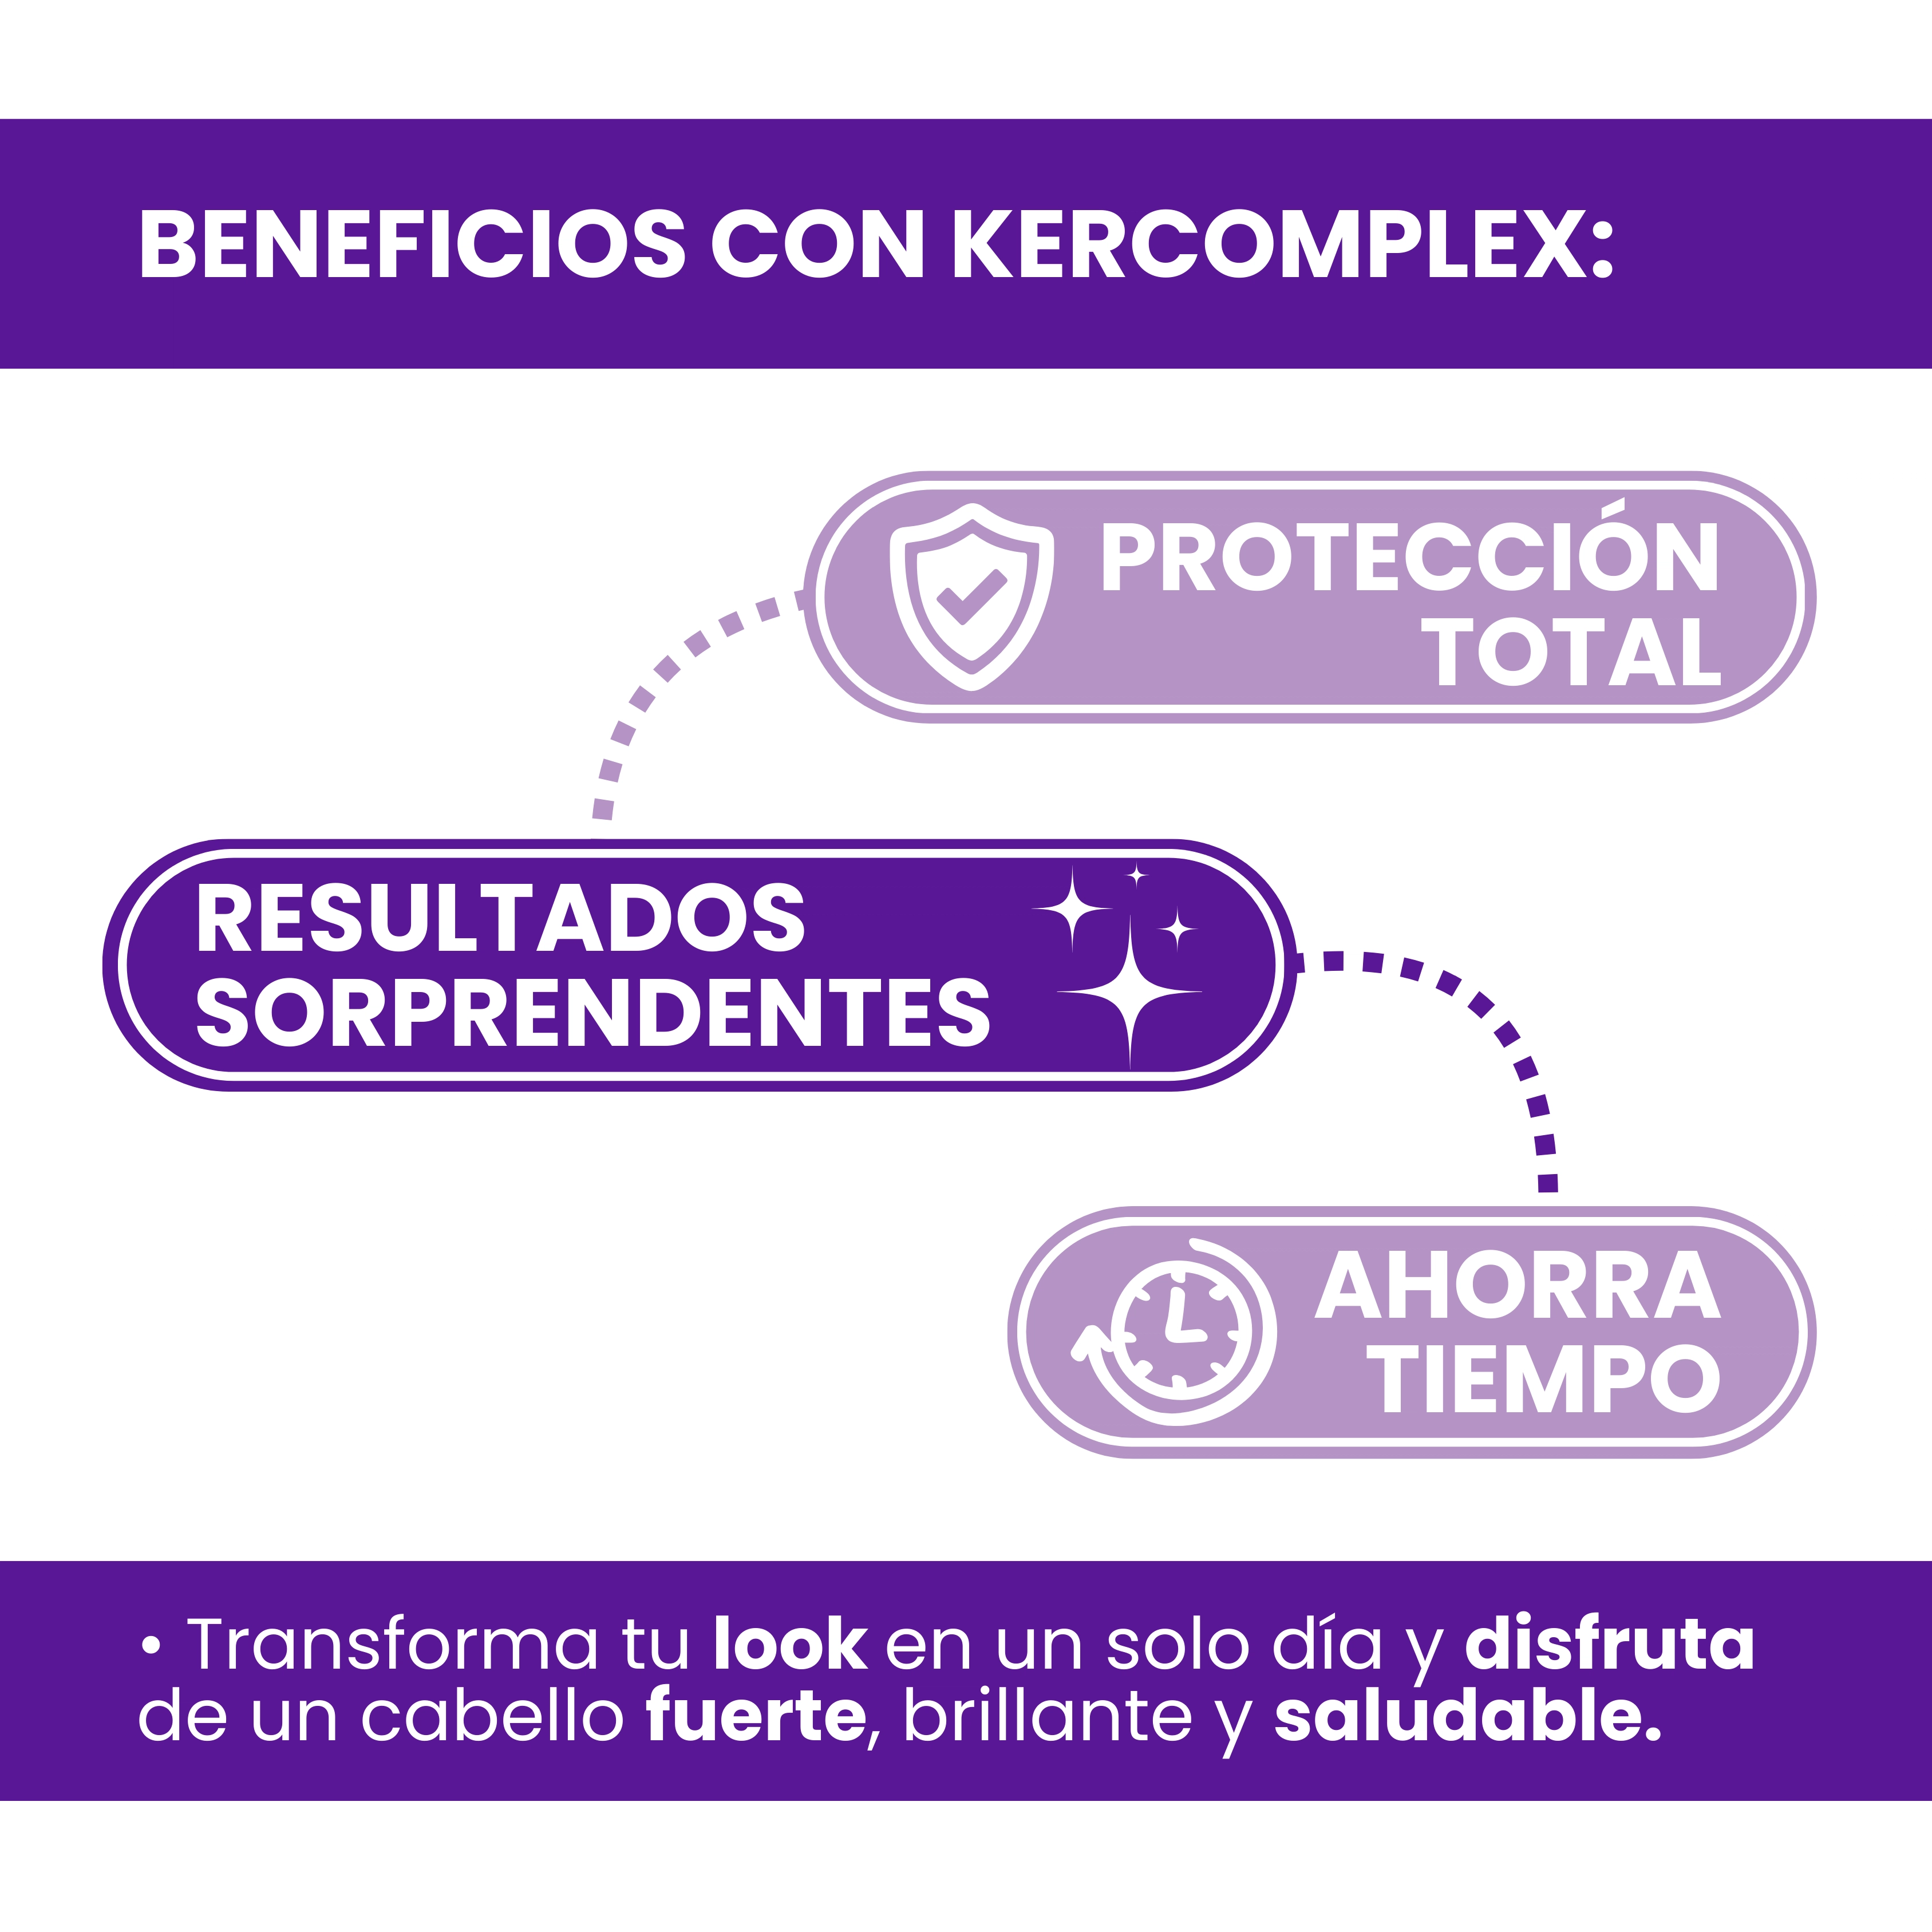 BENEFICIOS CON KERCOMPLEX:
PROTECCIÓN
TOTAL
RESULTADOS
SORPRENDENTES
AHORRA
TIEMPO
• Transforma tu look en un solo día y disfruta
de un cabello fuerte, brillante y saludable.